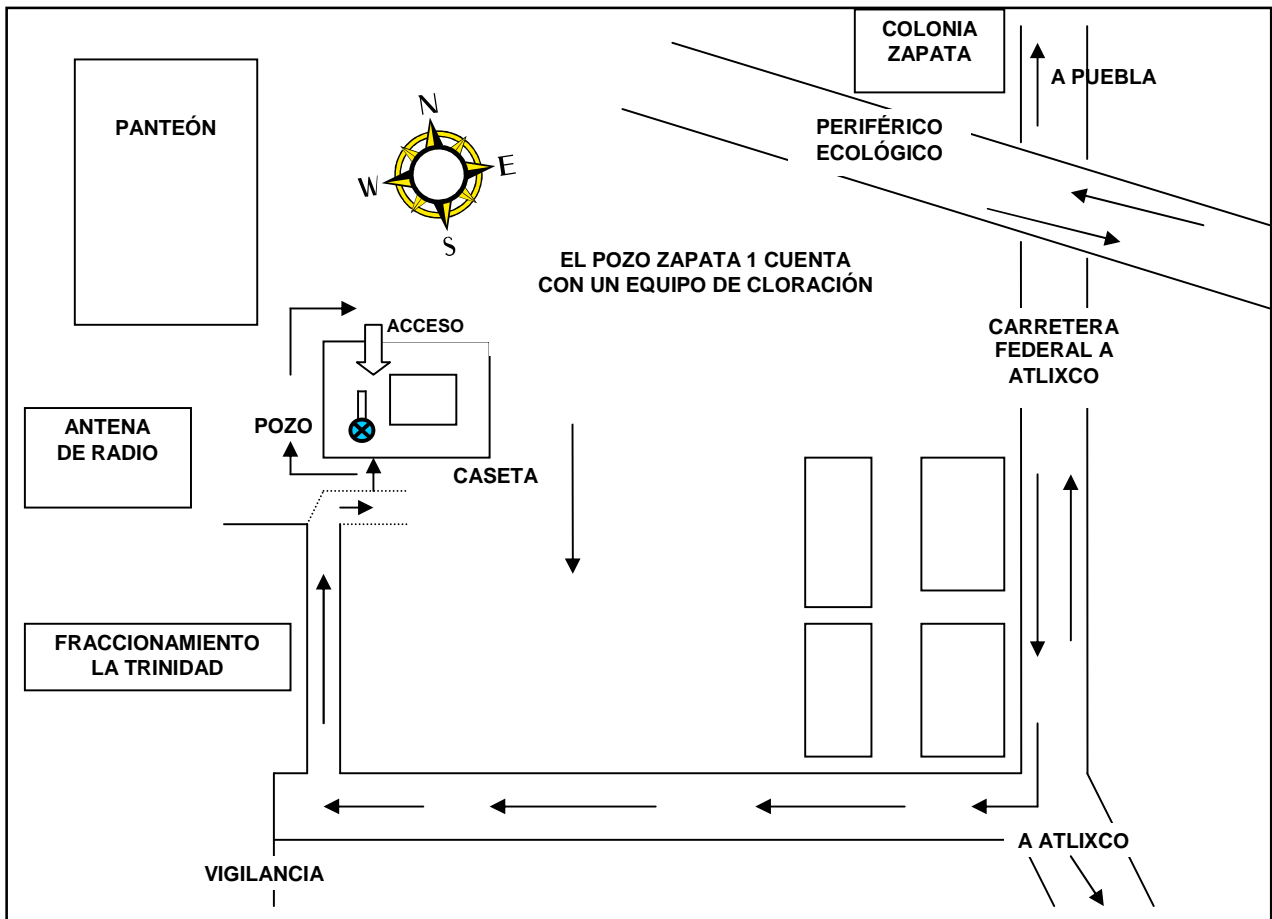 COLONIA
ZAPATA
A PUEBLA
PANTEÓN
N
PERIFÉRICO
ECOLÓGICO
W
E
S
EL POZO ZAPATA 1 CUENTA
CON UN EQUIPO DE CLORACIÓN
ACCESO
CARRETERA
FEDERAL A
ATLIXCO
ANTENA
DE RADIO
POZO
CASETA
FRACCIONAMIENTO
LA TRINIDAD
A ATLIXCO
VIGILANCIA